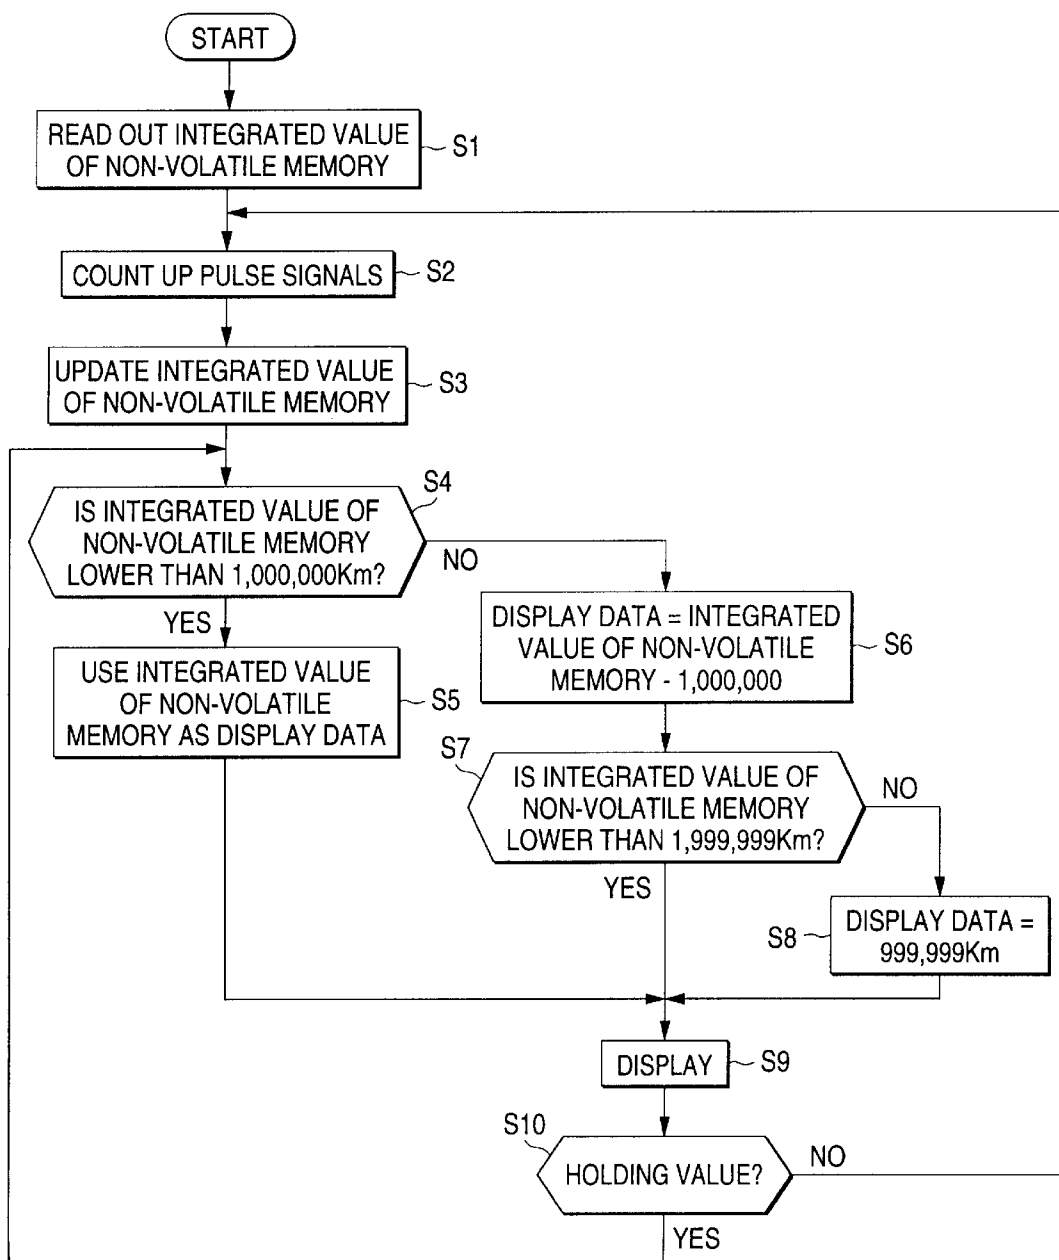 START
READ OUT INTEGRATED VALUE
OF NON-VOLATILE MEMORY
S1
COUNT UP PULSE SIGNALS
S2
UPDATE INTEGRATED VALUE
OF NON-VOLATILE MEMORY
S3
S4
IS INTEGRATED VALUE OF
NON-VOLATILE MEMORY
LOWER THAN 1,000,000Km?
NO
YES
USE INTEGRATED VALUE
OF NON-VOLATILE
MEMORY AS DISPLAY DATA
S5
DISPLAY DATA = INTEGRATED
VALUE OF NON-VOLATILE
MEMORY - 1,000,000
S6
S7
IS INTEGRATED VALUE OF
NON-VOLATILE MEMORY
LOWER THAN 1,999,999Km?
NO
YES
S8
DISPLAY DATA =
999,999Km
DISPLAY
S9
S10
HOLDING VALUE?
NO
YES